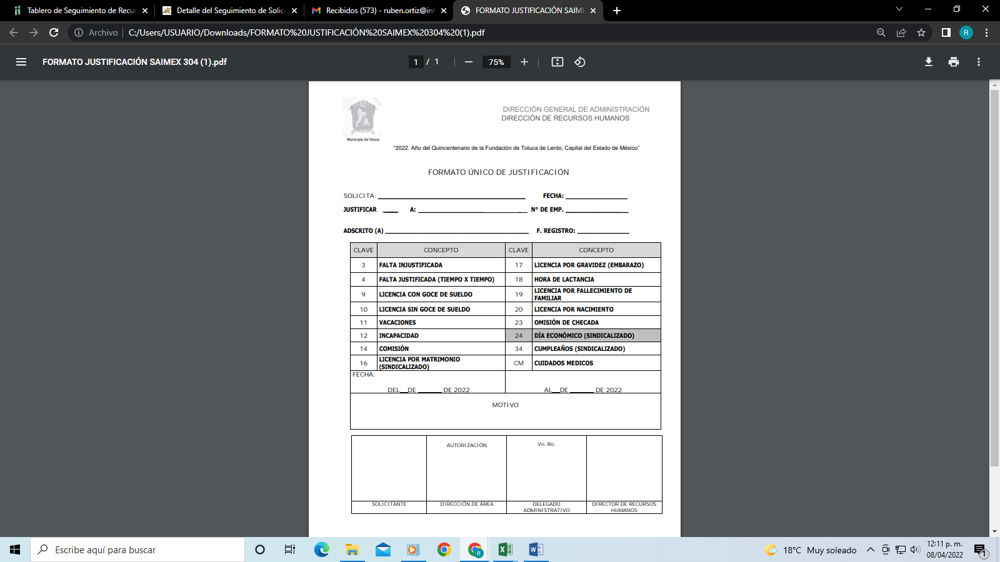 Tablero de Seguimiento de Recur
Detalle del Seguimiento de Solici
Recibidos (573) - ruben.ortiz@inf
FORMATO JUSTIFICACIÓN SAIME
Archivo
C:/Users/USUARIO/Downloads/FORMATO%20JUSTIFICACIÓN%20SAIMEX%20304%20(1).pdf
R
FORMATO JUSTIFICACIÓN SAIMEX 304 (1).pdf
1 / 1
75%
Municipio de Toluca
DIRECCIÓN GENERAL DE ADMINISTRACIÓN
DIRECCIÓN DE RECURSOS HUMANOS
"2022. Año del Quincentenario de la Fundación de Toluca de Lerdo, Capital del Estado de México"
FORMATO ÚNICO DE JUSTIFICACIÓN
SOLICITA: FECHA:
JUSTIFICAR A: N° DE EMP.
ADSCRITO (A) F. REGISTRO:
CLAVE CONCEPTO CLAVE CONCEPTO
3 FALTA INJUSTIFICADA 17 LICENCIA POR GRAVIDEZ (EMBARAZO)
4 FALTA JUSTIFICADA (TIEMPO X TIEMPO) 18 HORA DE LACTANCIA
9 LICENCIA CON GOCE DE SUELDO 19 LICENCIA POR FALLECIMIENTO DE
FAMILIAR
10 LICENCIA SIN GOCE DE SUELDO 20 LICENCIA POR NACIMIENTO
11 VACACIONES 23 OMISIÓN DE CHECADA
12 INCAPACIDAD 24 DÍA ECONÓMICO (SINDICALIZADO)
14 COMISIÓN 34 CUMPLEAÑOS (SINDICALIZADO)
16 LICENCIA POR MATRIMONIO
(SINDICALIZADO) CM CUIDADOS MEDICOS
FECHA:
DEL__DE ______ DE 2022 AL__DE ______ DE 2022
MOTIVO
AUTORIZACIÓN Vo. Bo.
SOLICITANTE DIRECCIÓN DE ÁREA DELEGADO
ADMINISTRATIVO DIRECTOR DE RECURSOS
HUMANOS
Escribe aquí para buscar
R
18°C Muy soleado
12:11 p. m.
08/04/2022
1